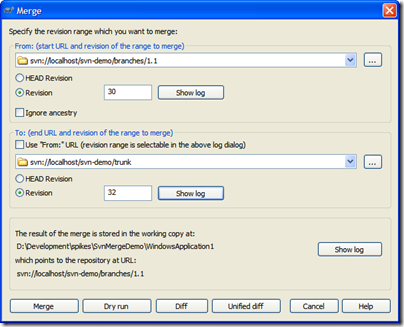 Merge
Specify the revision range which you want to merge:
From: (start URL and revision of the range to merge)
svn://localhost/svn-demo/branches/1.1
...
HEAD Revision
Revision
30
Show log
Ignore ancestry
To: (end URL and revision of the range to merge)
Use "From:" URL (revision range is selectable in the above log dialog)
svn://localhost/svn-demo/trunk
...
HEAD Revision
Revision
32
Show log
The result of the merge is stored in the working copy at:
D:\Development\spikes\SvnMergeDemo\WindowsApplication1
Show log
which points to the repository at URL:
svn://localhost/svn-demo/branches/1.1
Merge
Dry run
Diff
Unified diff
Cancel
Help